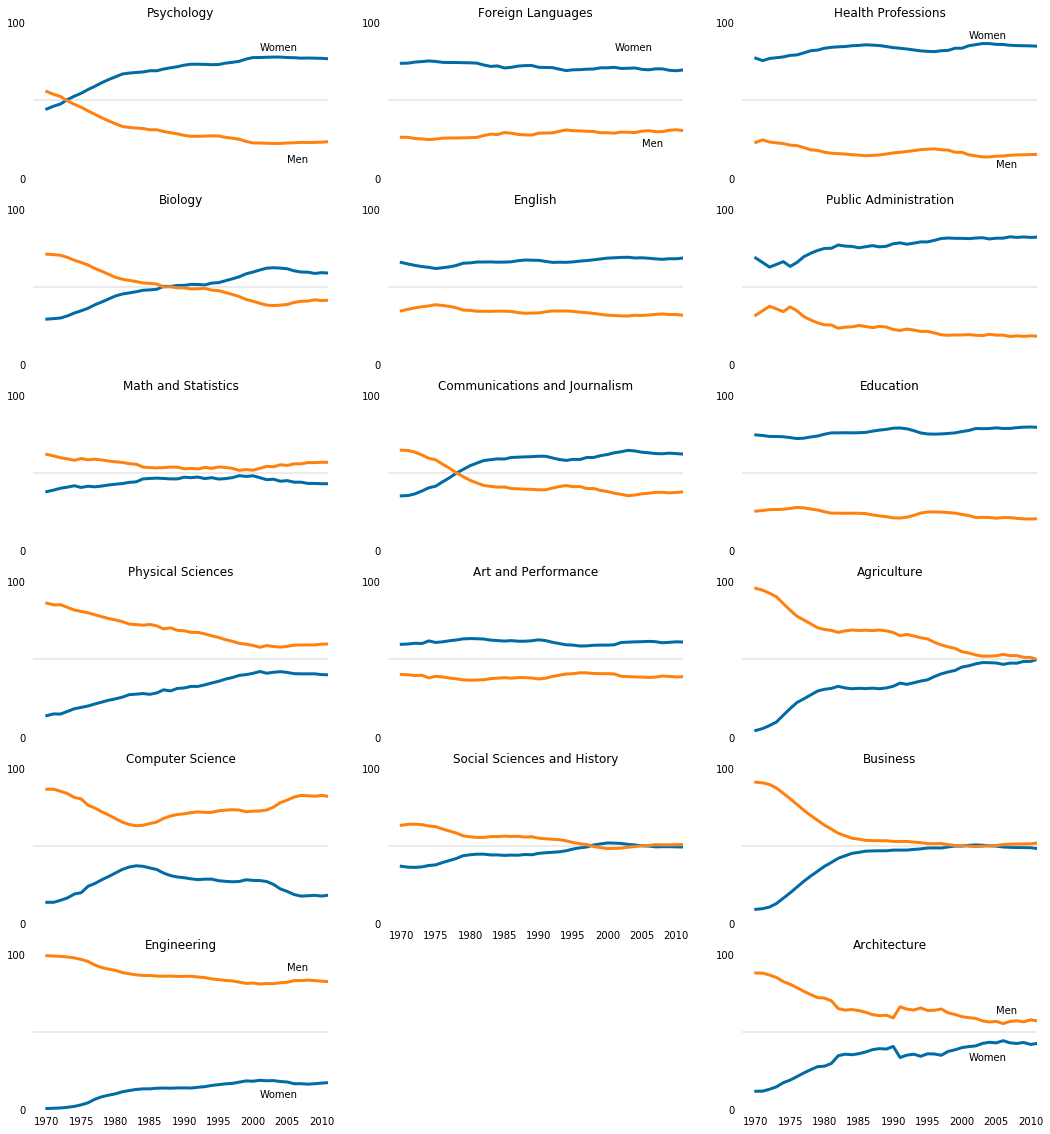 Psychology
100
Women
Men
0
Foreign Languages
Women
Men
Health Professions
100
Women
Men
0
Biology
100
0
English
100
0
Public Administration
100
0
Math and Statistics
100
0
Communications and Journalism
100
0
Education
100
0
Physical Sciences
100
0
Art and Performance
100
0
Agriculture
100
0
Computer Science
100
0
Social Sciences and History
100
0
1970 1975 1980 1985 1990 1995 2000 2005 2010
Business
100
0
Engineering
100
Men
Women
0
1970 1975 1980 1985 1990 1995 2000 2005 2010
Architecture
100
Men
Women
0
1970 1975 1980 1985 1990 1995 2000 2005 2010